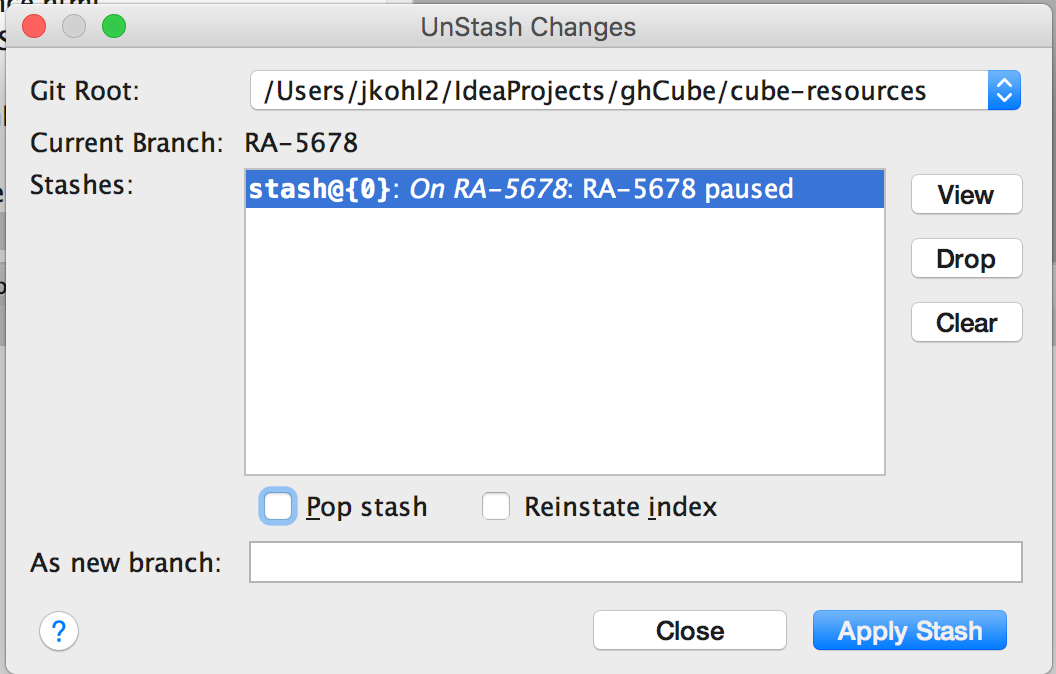 UnStash Changes
Git Root: /Users/jkohl2/IdeaProjects/ghCube/cube-resources
Current Branch: RA-5678
Stashes: stash@{0}: On RA-5678: RA-5678 paused
View
Drop
Clear
Pop stash Reinstate index
As new branch:
? Close Apply Stash